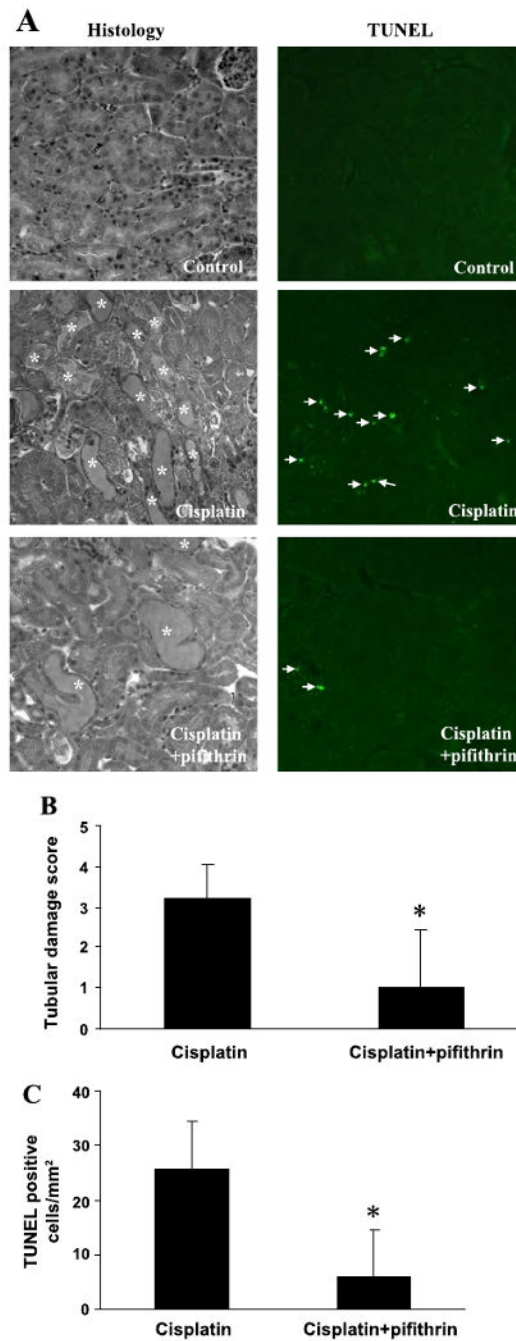 A
Histology
TUNEL
Control
Control
* * * * * * * * * * * * *
Cisplatin
Cisplatin
* * *
Cisplatin
+pifithrin
Cisplatin
+pifithrin
B
Tubular damage score
5
4
3
2
1
0
*
Cisplatin
Cisplatin+pifithrin
C
TUNEL positive
cells/mm²
40
30
20
10
0
*
Cisplatin
Cisplatin+pifithrin